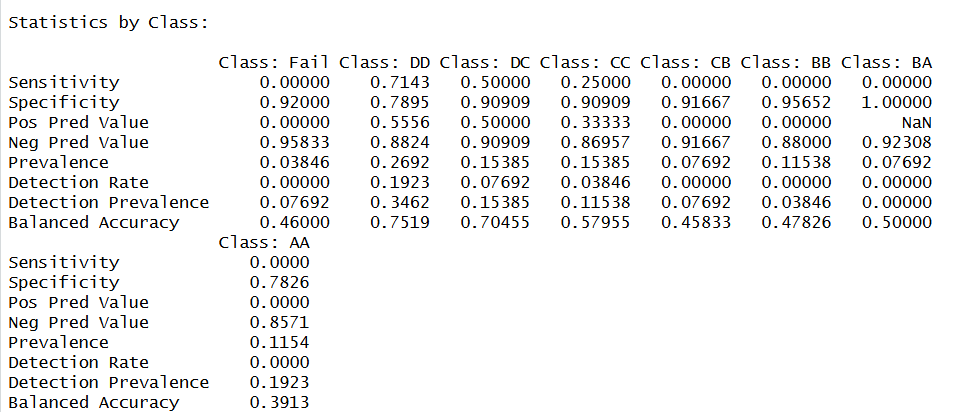 Statistics by Class:
Class: Fail Class: DD Class: DC Class: CC Class: CB Class: BB Class: BA
Sensitivity 0.00000 0.7143 0.50000 0.25000 0.00000 0.00000 0.00000
Specificity 0.92000 0.7895 0.90909 0.90909 0.91667 0.95652 1.00000
Pos Pred Value 0.00000 0.5556 0.50000 0.33333 0.00000 0.00000 NaN
Neg Pred Value 0.95833 0.8824 0.90909 0.86957 0.91667 0.88000 0.92308
Prevalence 0.03846 0.2692 0.15385 0.15385 0.07692 0.11538 0.07692
Detection Rate 0.00000 0.1923 0.07692 0.03846 0.00000 0.00000 0.00000
Detection Prevalence 0.07692 0.3462 0.15385 0.11538 0.07692 0.03846 0.00000
Balanced Accuracy 0.46000 0.7519 0.70455 0.57955 0.45833 0.47826 0.50000
Class: AA
Sensitivity 0.0000
Specificity 0.7826
Pos Pred Value 0.0000
Neg Pred Value 0.8571
Prevalence 0.1154
Detection Rate 0.0000
Detection Prevalence 0.1923
Balanced Accuracy 0.3913